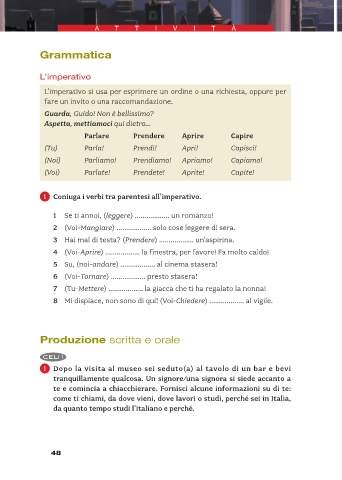 ATTIVITÀ
Grammatica
L'imperativo
L'imperativo si usa per esprimere un ordine o una richiesta, oppure per
fare un invito o una raccomandazione.
Guarda, Guido! Non è bellissimo?
Aspetta, mettiamoci qui dietro...
Parlare Prendere Aprire Capire
(Tu) Parla! Prendi! Apri! Capisci!
(Noi) Parliamo! Prendiamo! Apriamo! Capiamo!
(Voi) Parlate! Prendete! Aprite! Capite!
1 Coniuga i verbi tra parentesi all'imperativo.
1 Se ti annoi, (leggere) ................. un romanzo!
2 (Voi-Mangiare) ................. solo cose leggere di sera.
3 Hai mal di testa? (Prendere) ................. un'aspirina.
4 (Voi-Aprire) ................. la finestra, per favore! Fa molto caldo!
5 Su, (noi-andare) ................. al cinema stasera!
6 (Voi-Tornare) ................. presto stasera!
7 (Tu-Mettere) ................. la giacca che ti ha regalato la nonna!
8 Mi dispiace, non sono di qui! (Voi-Chiedere) ................. al vigile.
Produzione scritta e orale
CELI 1
1 Dopo la visita al museo sei seduto(a) al tavolo di un bar e bevi
tranquillamente qualcosa. Un signore/una signora si siede accanto a
te e comincia a chiacchierare. Fornisci alcune informazioni su di te:
come ti chiami, da dove vieni, dove lavori o studi, perché sei in Italia,
da quanto tempo studi l'italiano e perché.
48